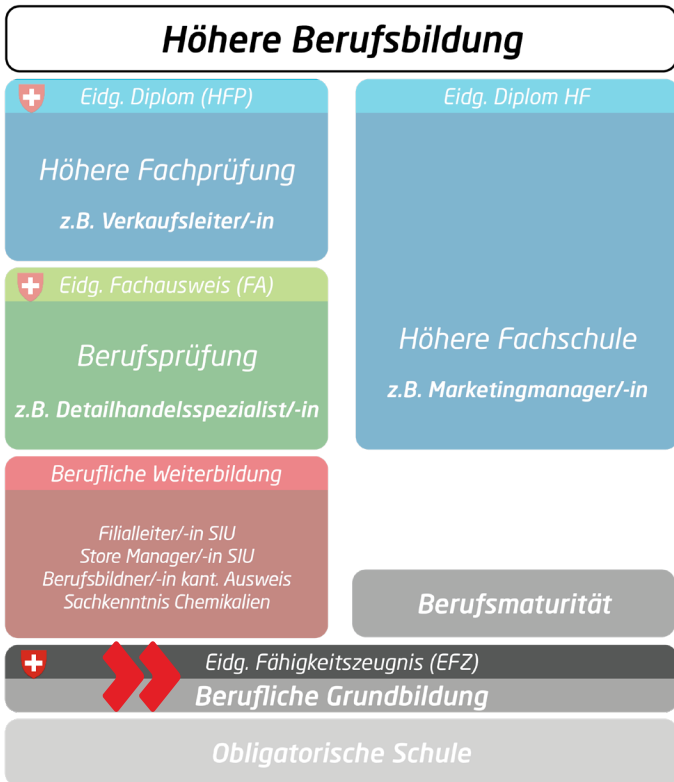 Höhere Berufsbildung
Eidg. Diplom (HFP)
Höhere Fachprüfung
z.B. Verkaufsleiter/-in
Eidg. Diplom HF
Höhere Fachschule
z.B. Marketingmanager/-in
Eidg. Fachausweis (FA)
Berufsprüfung
z.B. Detailhandelsspezialist/-in
Berufliche Weiterbildung
Filialleiter/-in SIU
Store Manager/-in SIU
Berufsbildner/-in kant. Ausweis
Sachkenntnis Chemikalien
Berufsmaturität
Eidg. Fähigkeitszeugnis (EFZ)
Berufliche Grundbildung
Obligatorische Schule